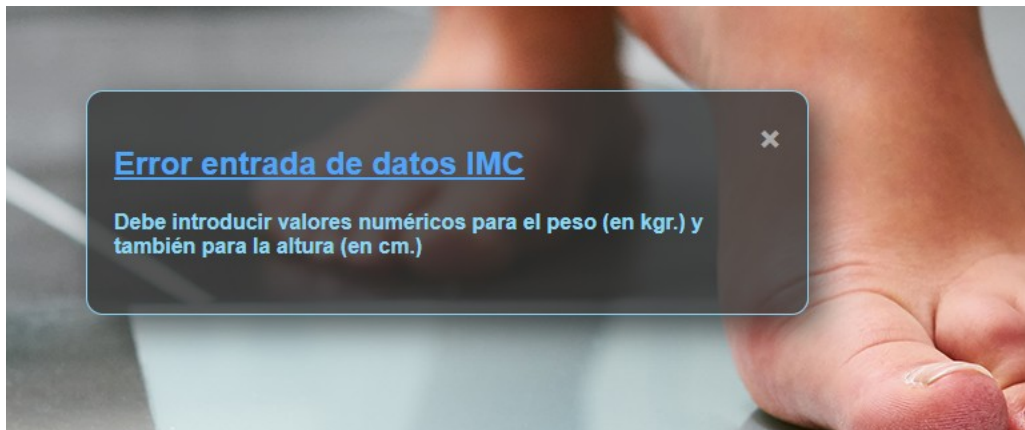 Error entrada de datos IMC
×
Debe introducir valores numéricos para el peso (en kgr.) y
también para la altura (en cm.)